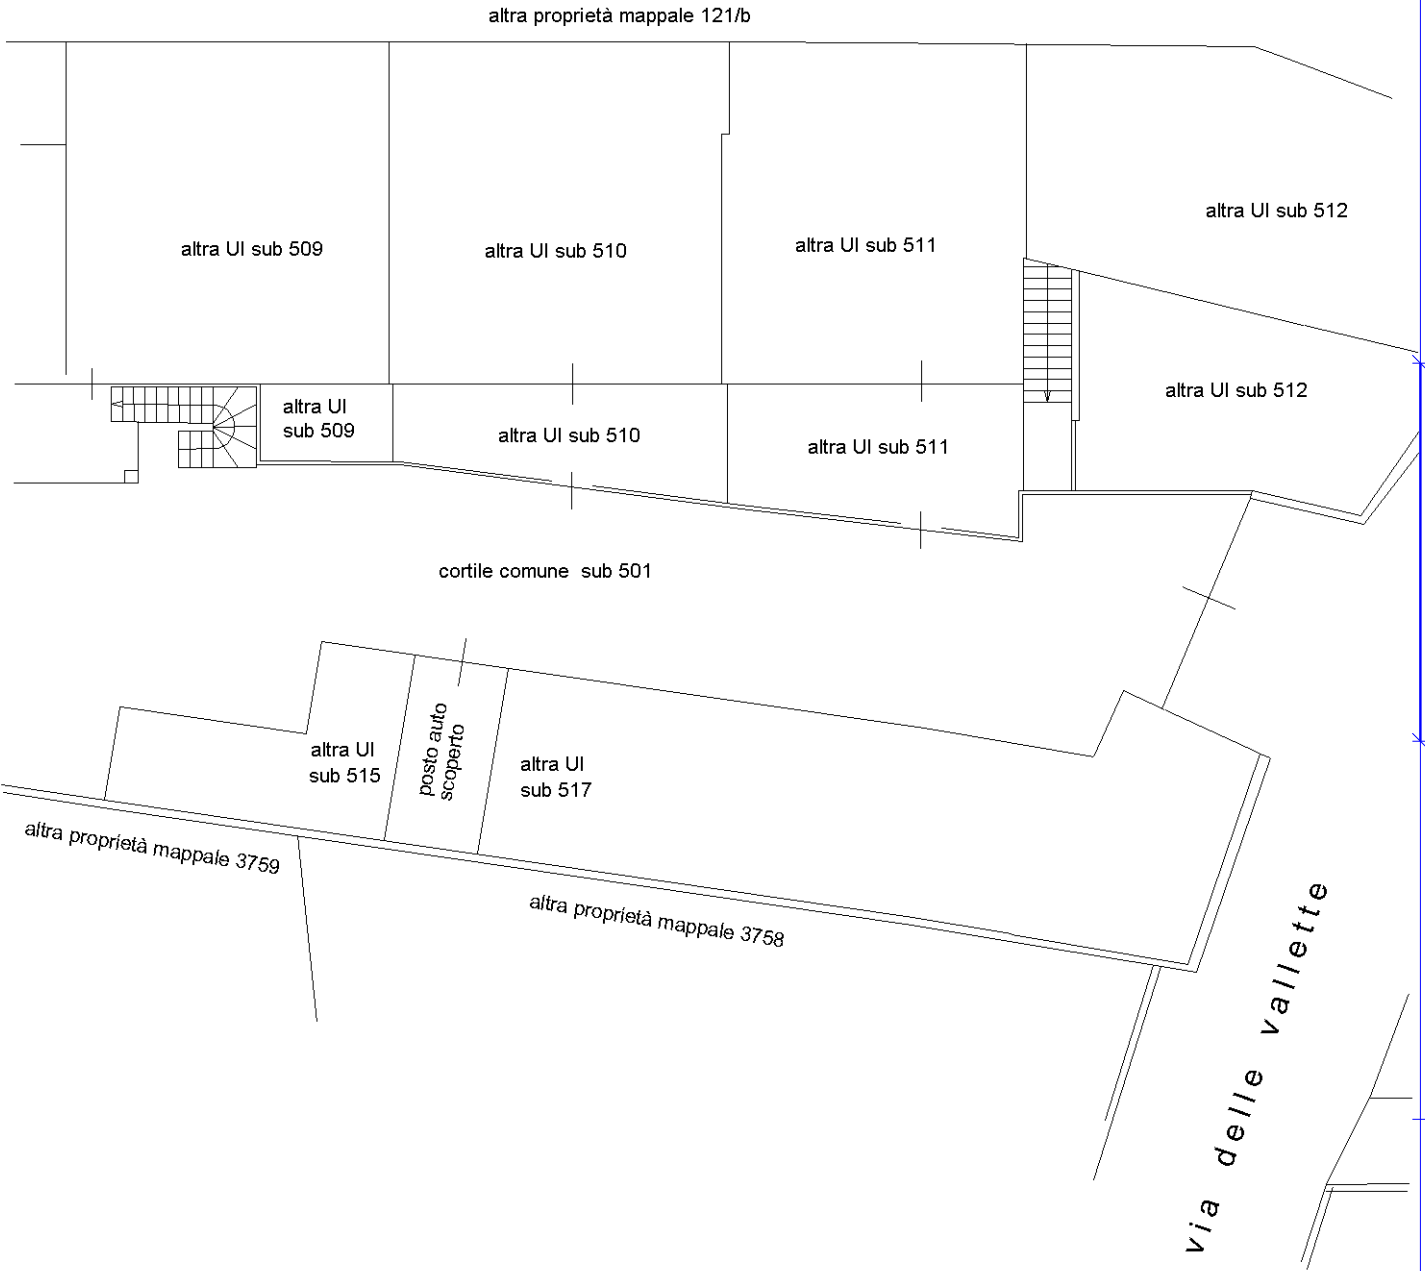 altra proprietà mappale 121/b
altra UI sub 512
altra UI sub 509
altra UI sub 510
altra UI sub 511
altra UI sub 512
altra UI
sub 509
altra UI sub 510
altra UI sub 511
cortile comune sub 501
altra UI
sub 515
posto auto
scoperto
altra UI
sub 517
altra proprietà mappale 3759
altra proprietà mappale 3758
via delle vallette